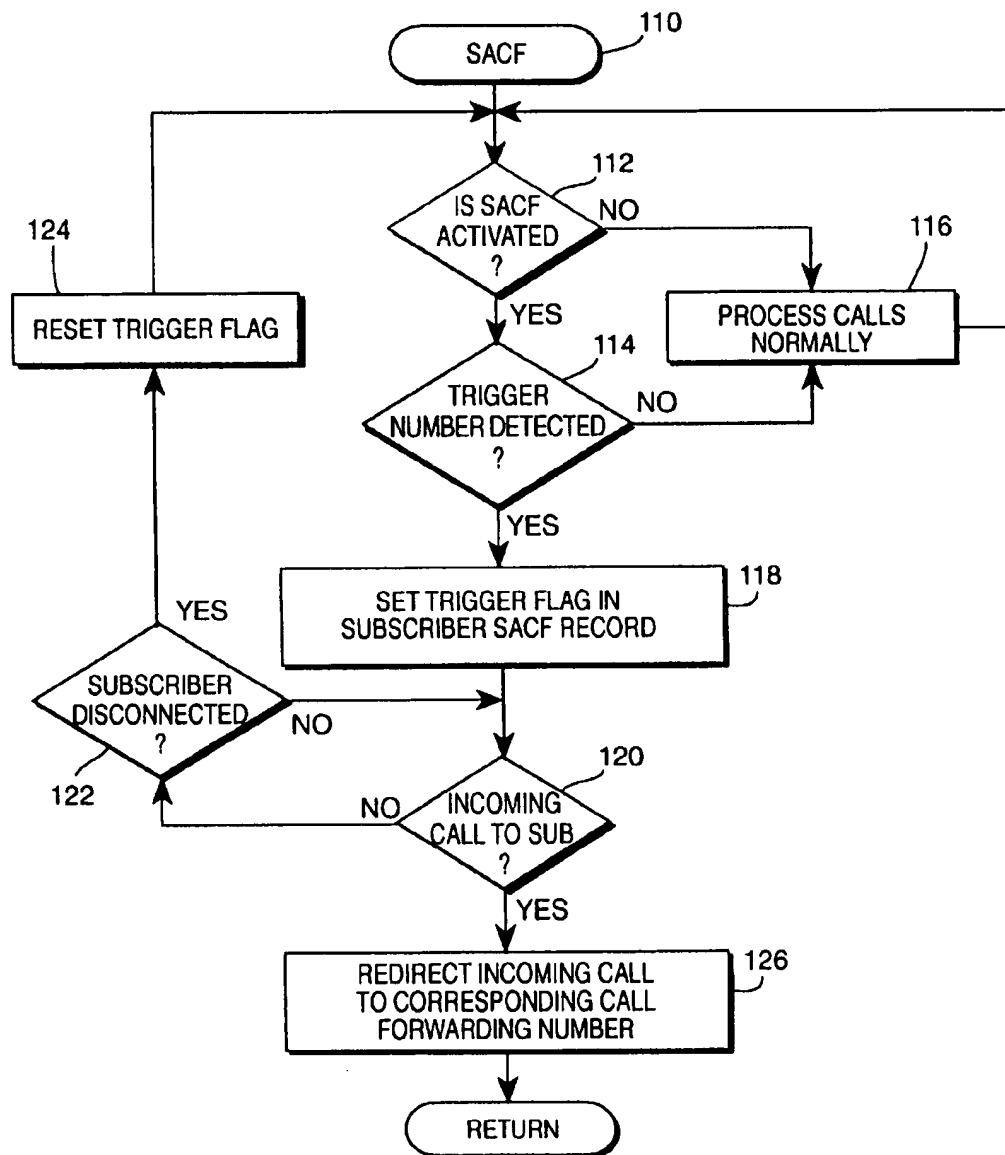 SACF
110
IS SACF
ACTIVATED
?
112
NO
YES
124
RESET TRIGGER FLAG
116
PROCESS CALLS
NORMALLY
TRIGGER
NUMBER DETECTED
?
114
NO
YES
SET TRIGGER FLAG IN
SUBSCRIBER SACF RECORD
118
YES
SUBSCRIBER
DISCONNECTED
?
NO
122
INCOMING
CALL TO SUB
?
120
NO
YES
REDIRECT INCOMING CALL
TO CORRESPONDING CALL
FORWARDING NUMBER
126
RETURN